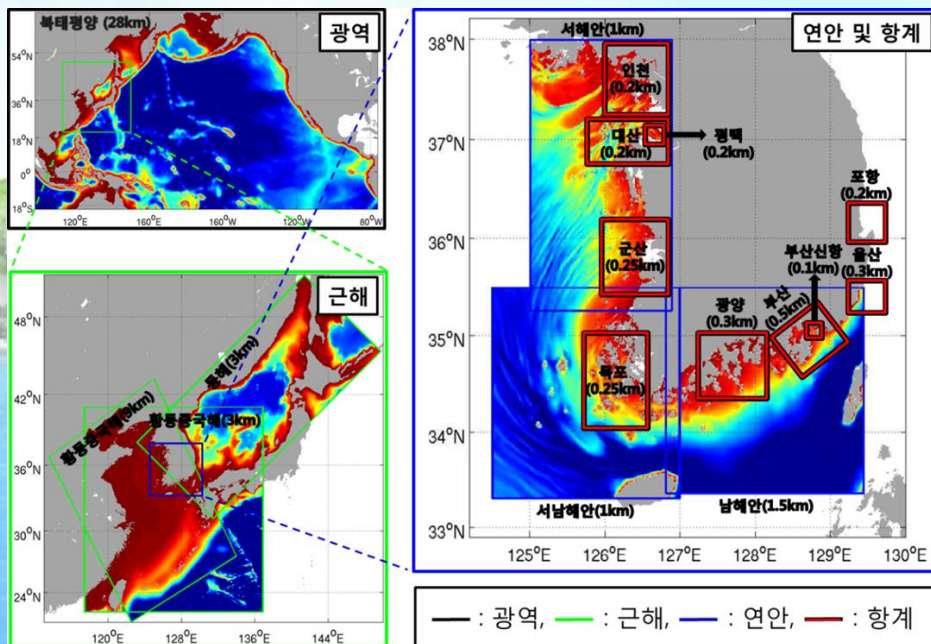 북태평양 (28km)
광역
54°N
36°N
18°N
0°
18°S
120°E
160°E
160°W
120°W
80°W
근해
48°N
42°N
36°N
30°N
24°N
120°E
128°E
136°E
144°E
동해(3km)
황동중국해(3km)
황동중국해(3km)
연안 및 항계
서해안(1km)
38°N
37°N
36°N
35°N
34°N
33°N
인천
(0.2km)
대산
(0.2km)
평택
(0.2km)
군산
(0.25km)
목포
(0.25km)
광양
(0.3km)
부산
(0.5km)
부산신항
(0.1km)
포항
(0.2km)
울산
(0.3km)
서남해안(1km)
남해안(1.5km)
125°E
126°E
127°E
128°E
129°E
130°E
: 광역, : 근해, : 연안, : 항계